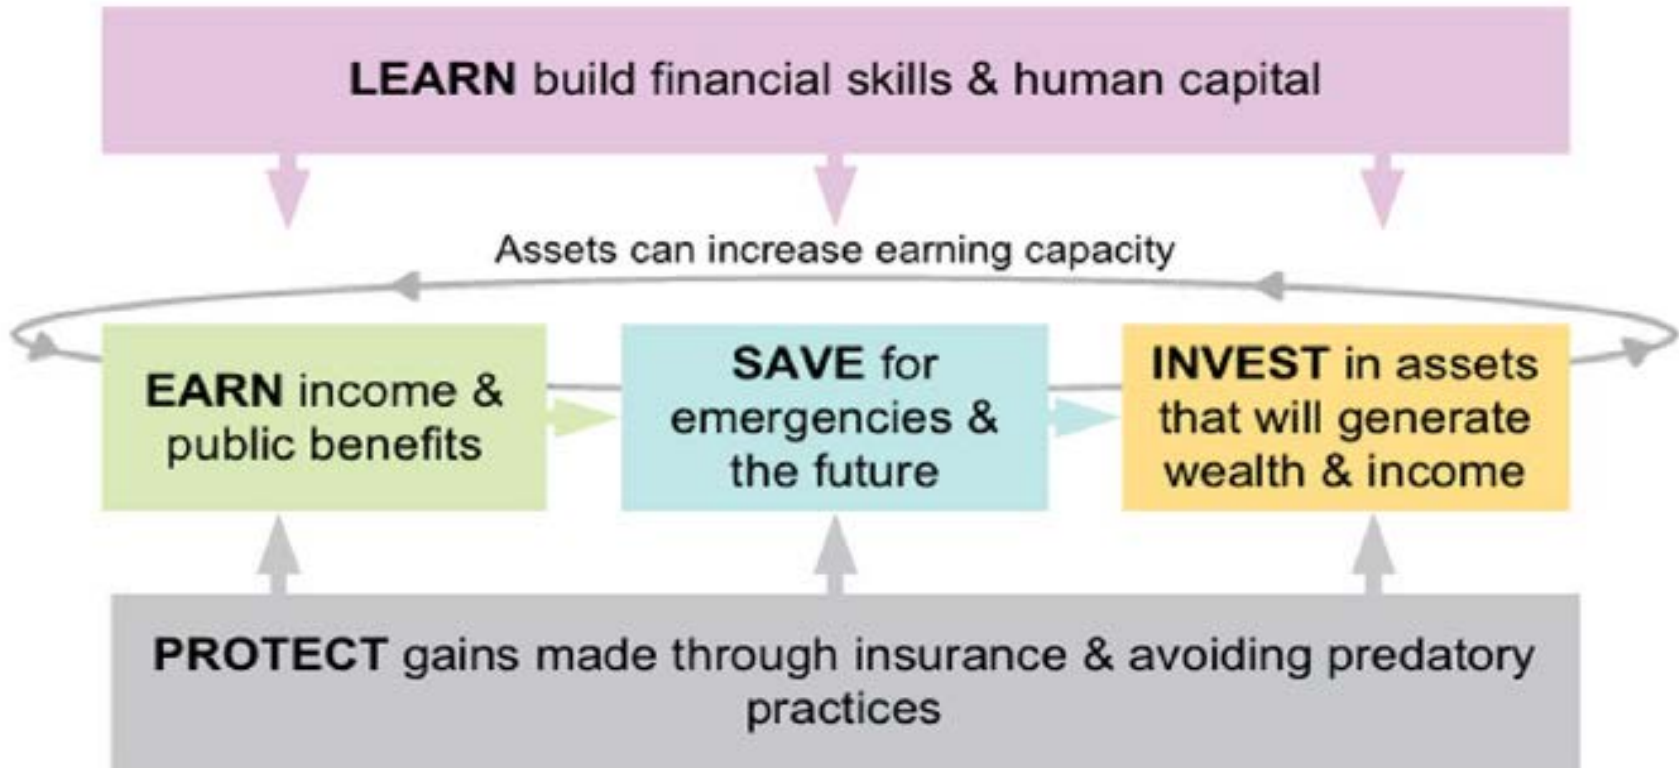 LEARN build financial skills & human capital
Assets can increase earning capacity
EARN income &
public benefits
SAVE for
emergencies &
the future
INVEST in assets
that will generate
wealth & income
PROTECT gains made through insurance & avoiding predatory
practices